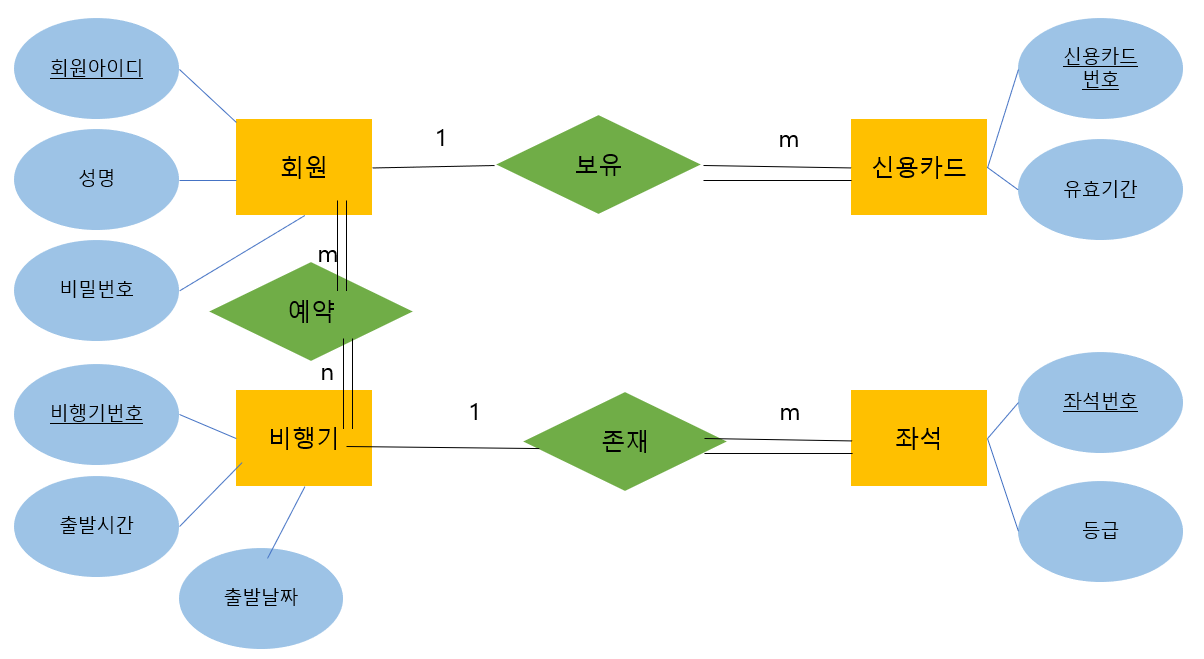 회원아이디
신용카드
번호
성명
회원
1
보유
m
신용카드
유효기간
비밀번호
m
예약
n
비행기번호
비행기
1
존재
m
좌석
좌석번호
출발시간
등급
출발날짜